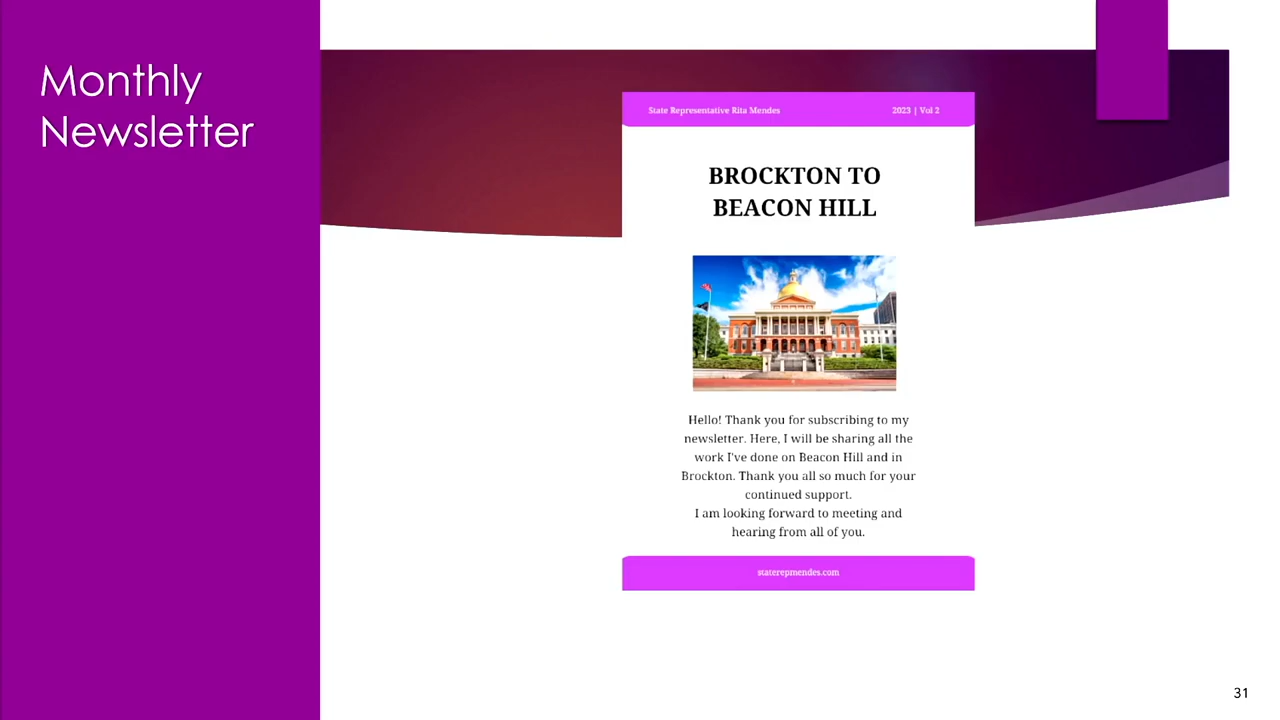 Monthly
Newsletter
State Representative Rita Mendes 2023 | Vol 2
BROCKTON TO
BEACON HILL
Hello! Thank you for subscribing to my
newsletter. Here, I will be sharing all the
work I've done on Beacon Hill and in
Brockton. Thank you all so much for your
continued support.
I am looking forward to meeting and
hearing from all of you.
staterepmendes.com
31